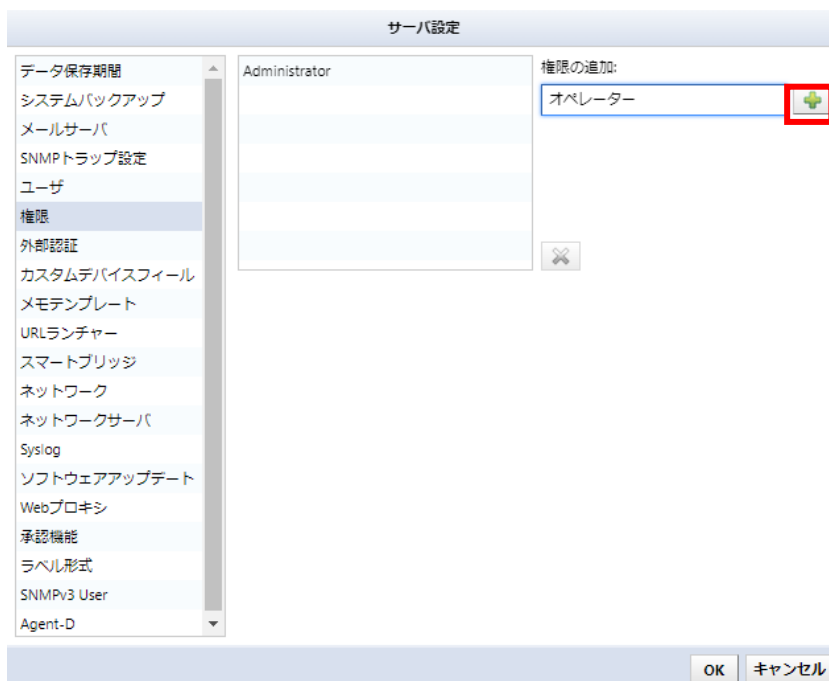 サーバ設定
データ保存期間
システムバックアップ
メールサーバ
SNMPトラップ設定
ユーザ
権限
外部認証
カスタムデバイスフィール
メモテンプレート
URLランチャー
スマートブリッジ
ネットワーク
ネットワークサーバ
Syslog
ソフトウェアアップデート
Webプロキシ
承認機能
ラベル形式
SNMPv3 User
Agent-D
Administrator
権限の追加:
オペレーター
OK
キャンセル